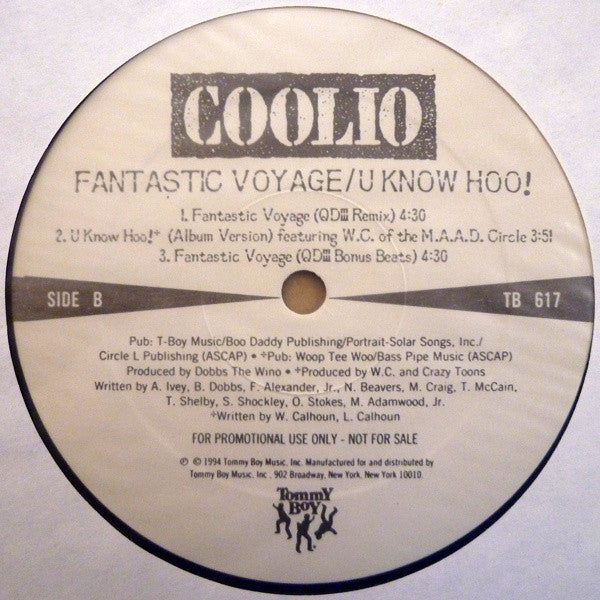 COOLIO
FANTASTIC VOYAGE/U KNOW HOO!
1. Fantastic Voyage (QDIII Remix) 4:30
2. U Know Hoo!* (Album Version) featuring W.C. of the M.A.A.D. Circle 3:51
3. Fantastic Voyage (QDIII Bonus Beats) 4:30
SIDE B
TB 617
Pub: T-Boy Music/Boo Daddy Publishing/Portrait-Solar Songs, Inc./
Circle L Publishing (ASCAP) • *Pub: Woop Tee Woo/Bass Pipe Music (ASCAP)
Produced by Dobbs The Wino • *Produced by W.C. and Crazy Toons
Written by A. Ivey, B. Dobbs, F. Alexander, Jr., N. Beavers, M. Craig, T. McCain,
T. Shelby, S. Shockley, O. Stokes, M. Adamwood, Jr.
*Written by W. Calhoun, L. Calhoun
FOR PROMOTIONAL USE ONLY - NOT FOR SALE
℗ © 1994 Tommy Boy Music, Inc. Manufactured for and distributed by
Tommy Boy Music, Inc. 902 Broadway, New York, New York 10010.
TOMMY
BOY